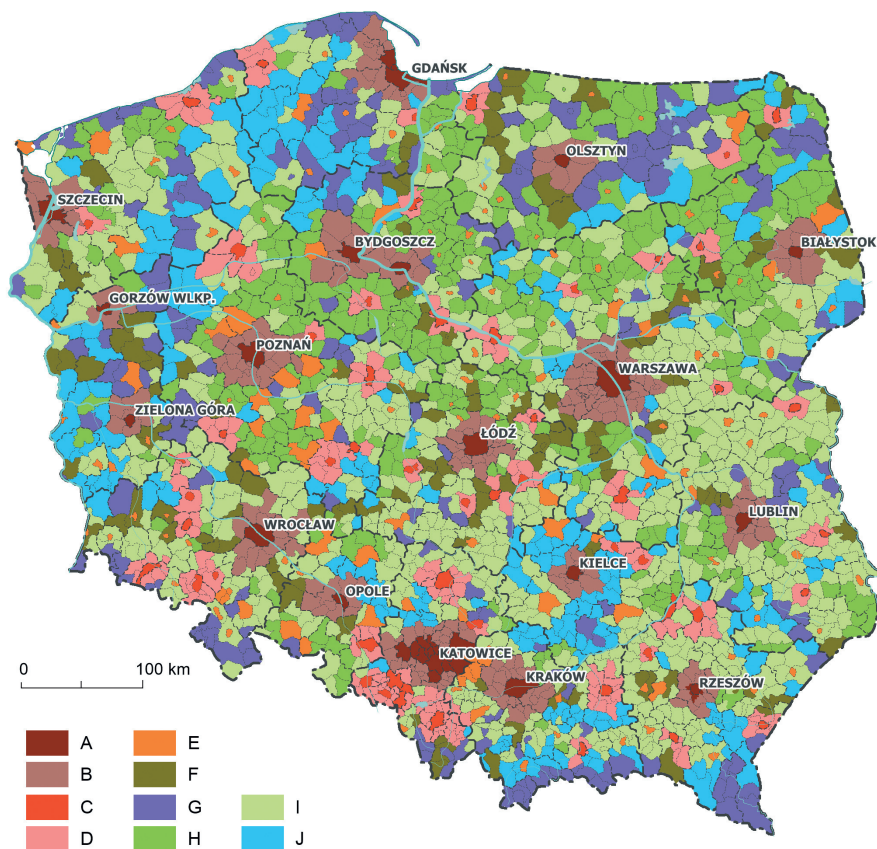 GDAŃSK
OLSZTYN
SZCZECIN
BYDGOSZCZ
BIAŁYSTOK
GORZÓW WLKP.
POZNAŃ
WARSZAWA
ZIELONA GÓRA
ŁÓDŹ
LUBLIN
WROCŁAW
KIELCE
OPOLE
KATOWICE
KRAKÓW
RZESZÓW
0 100 km
A E
B F
C G I
D H J